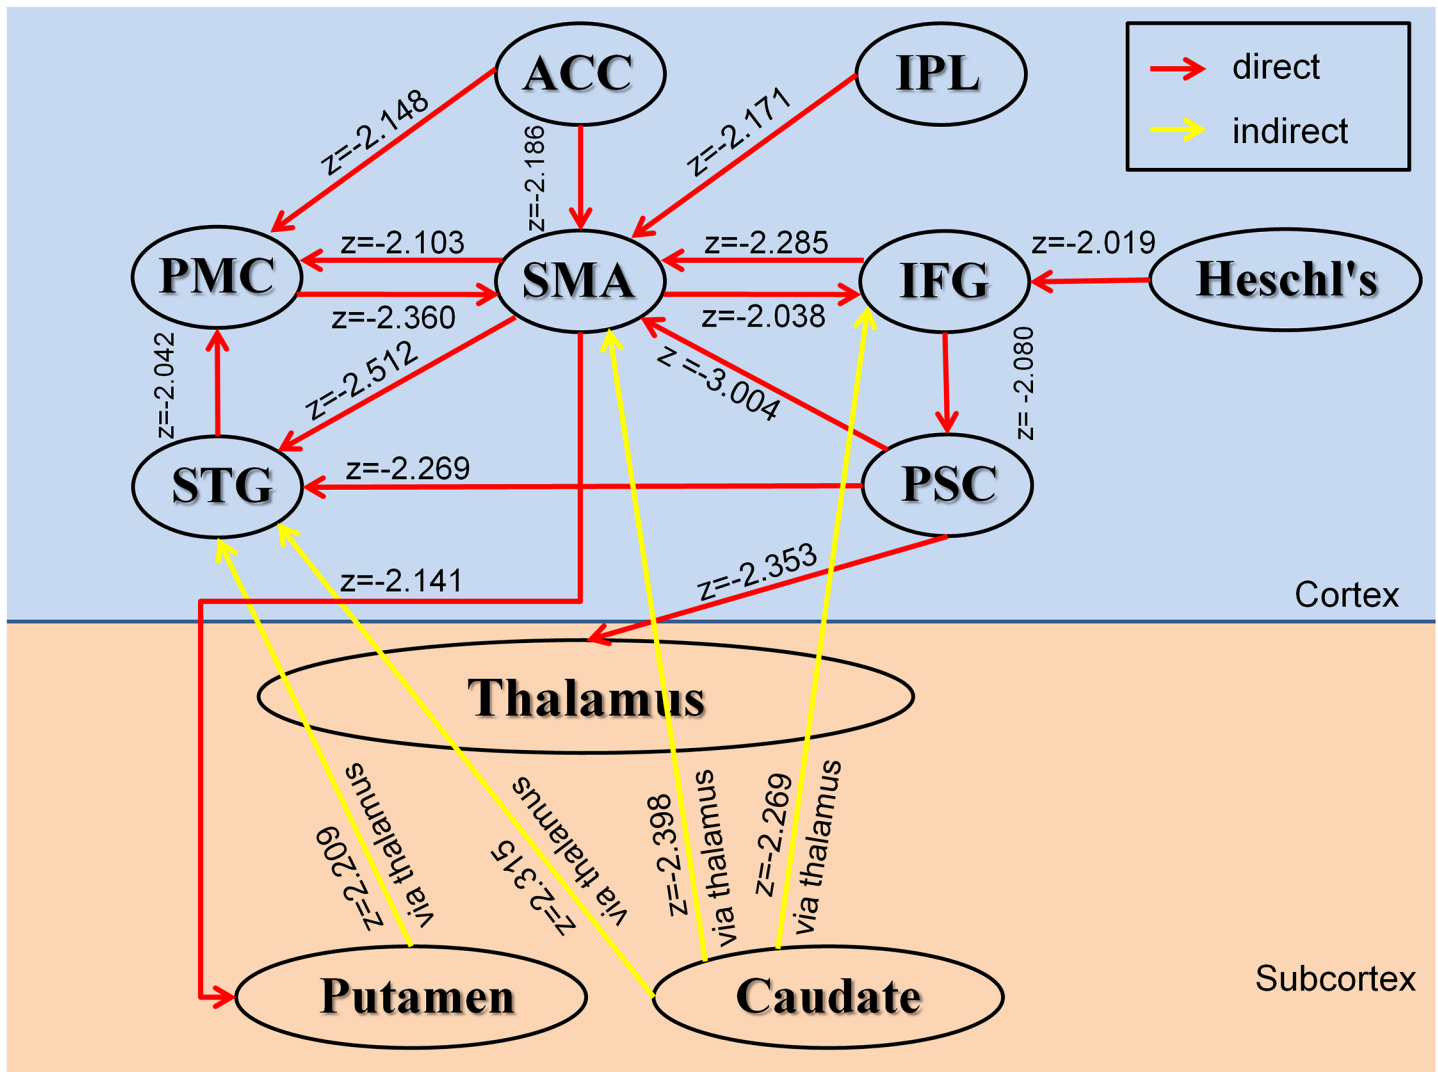 ACC
IPL
direct
indirect
z=-2.148
z=-2.186
z=-2.171
PMC
z=-2.103
SMA
z=-2.285
IFG
z=-2.019
Heschl's
z=-2.360
z=-2.038
z=-2.042
z=-2.512
z =-3.004
z= -2.080
STG
z=-2.269
PSC
z=-2.141
z=-2.353
Cortex
Thalamus
z=2.209
via thalamus
z=2.315
via thalamus
z=-2.398
via thalamus
z=-2.269
via thalamus
Putamen
Caudate
Subcortex